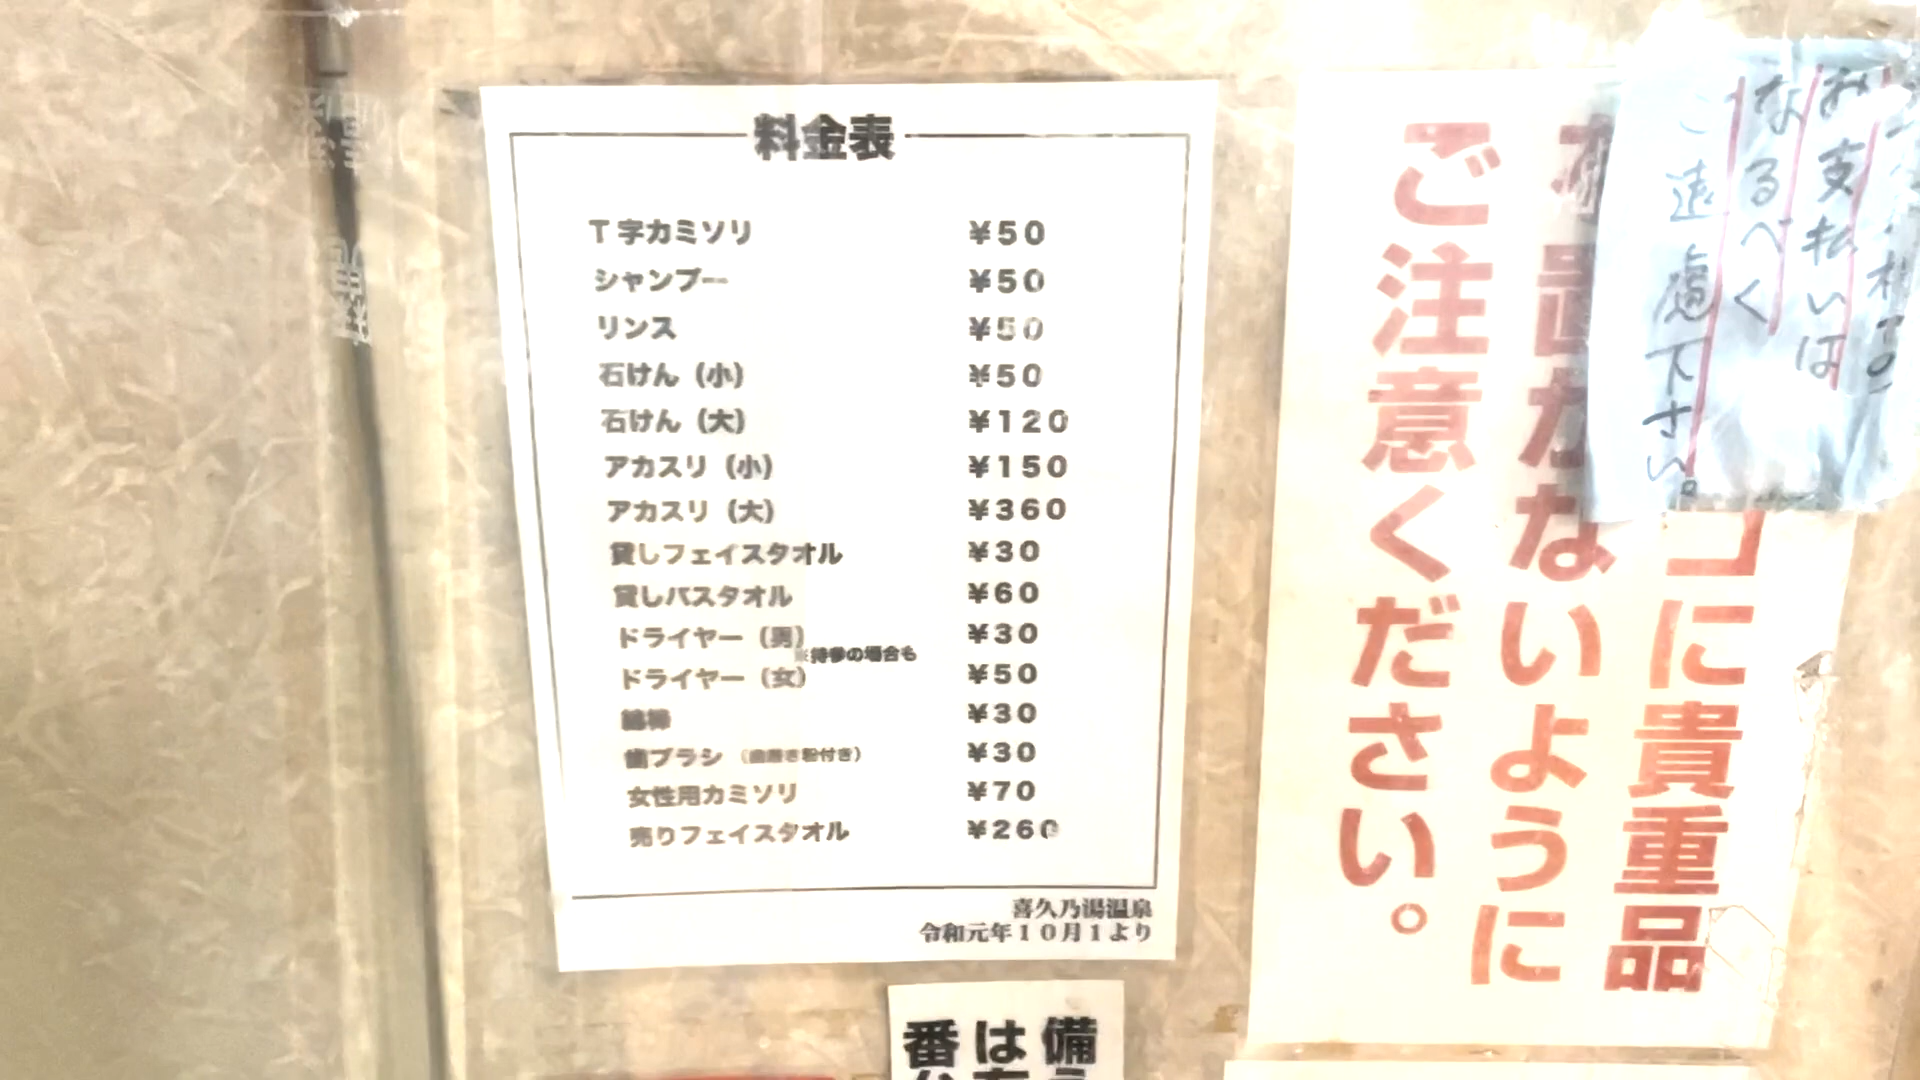 料金表
T字カミソリ ¥50
シャンプー ¥50
リンス ¥50
石けん（小） ¥50
石けん（大） ¥120
アカスリ（小） ¥150
アカスリ（大） ¥360
貸しフェイスタオル ¥30
貸しバスタオル ¥60
ドライヤー（男） ¥30
※持参の場合も
ドライヤー（女） ¥50
綿棒 ¥30
歯ブラシ（歯磨き粉付き） ¥30
女性用カミソリ ¥70
売りフェイスタオル ¥260
喜久乃湯温泉
令和元年10月1より
お支払いは
なるべく
ご遠慮下さい。
に貴重品
ないように
ご注意ください。
備
は
番